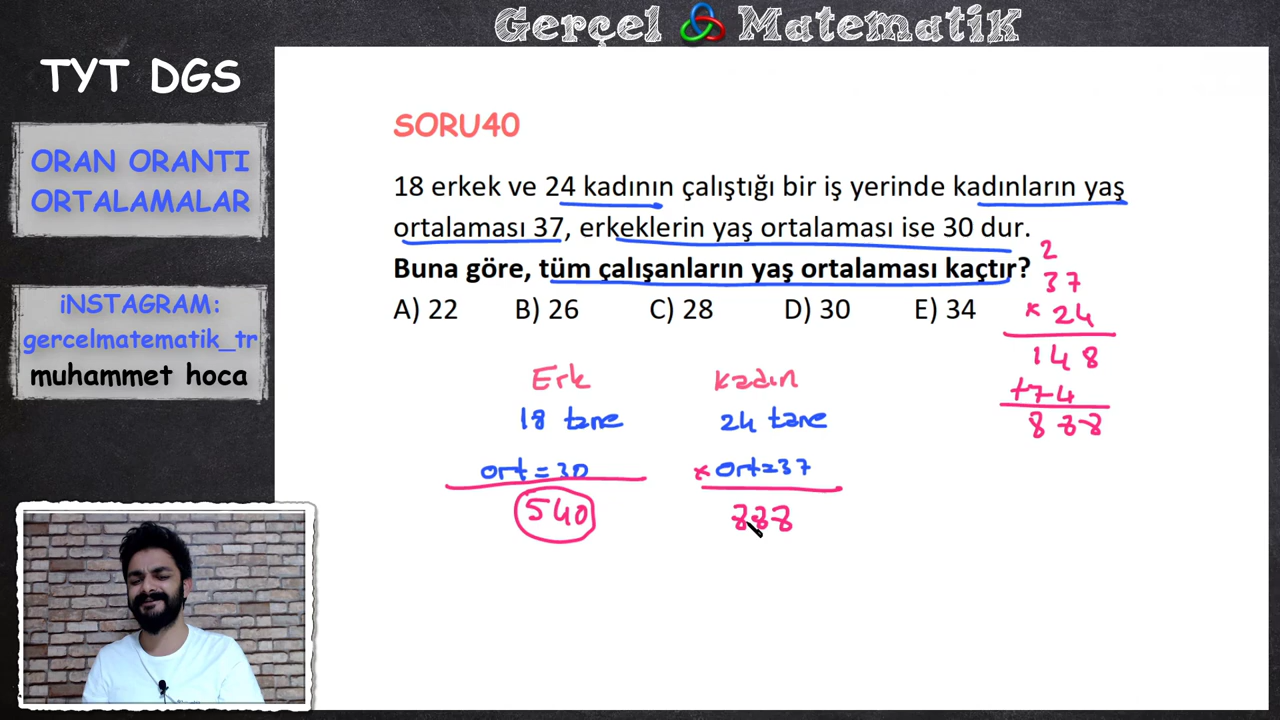 Gerçel Matematik
TYT DGS
ORAN ORANTI
ORTALAMALAR
iNSTAGRAM:
gercelmatematik_tr
muhammet hoca
SORU40
18 erkek ve 24 kadının çalıştığı bir iş yerinde kadınların yaş
ortalaması 37, erkeklerin yaş ortalaması ise 30 dur.
Buna göre, tüm çalışanların yaş ortalaması kaçtır?
A) 22 B) 26 C) 28 D) 30 E) 34
2
37
x 24
148
+74
888
Erk Kadın
18 tane 24 tane
ort = 30 x ort=37
540 888